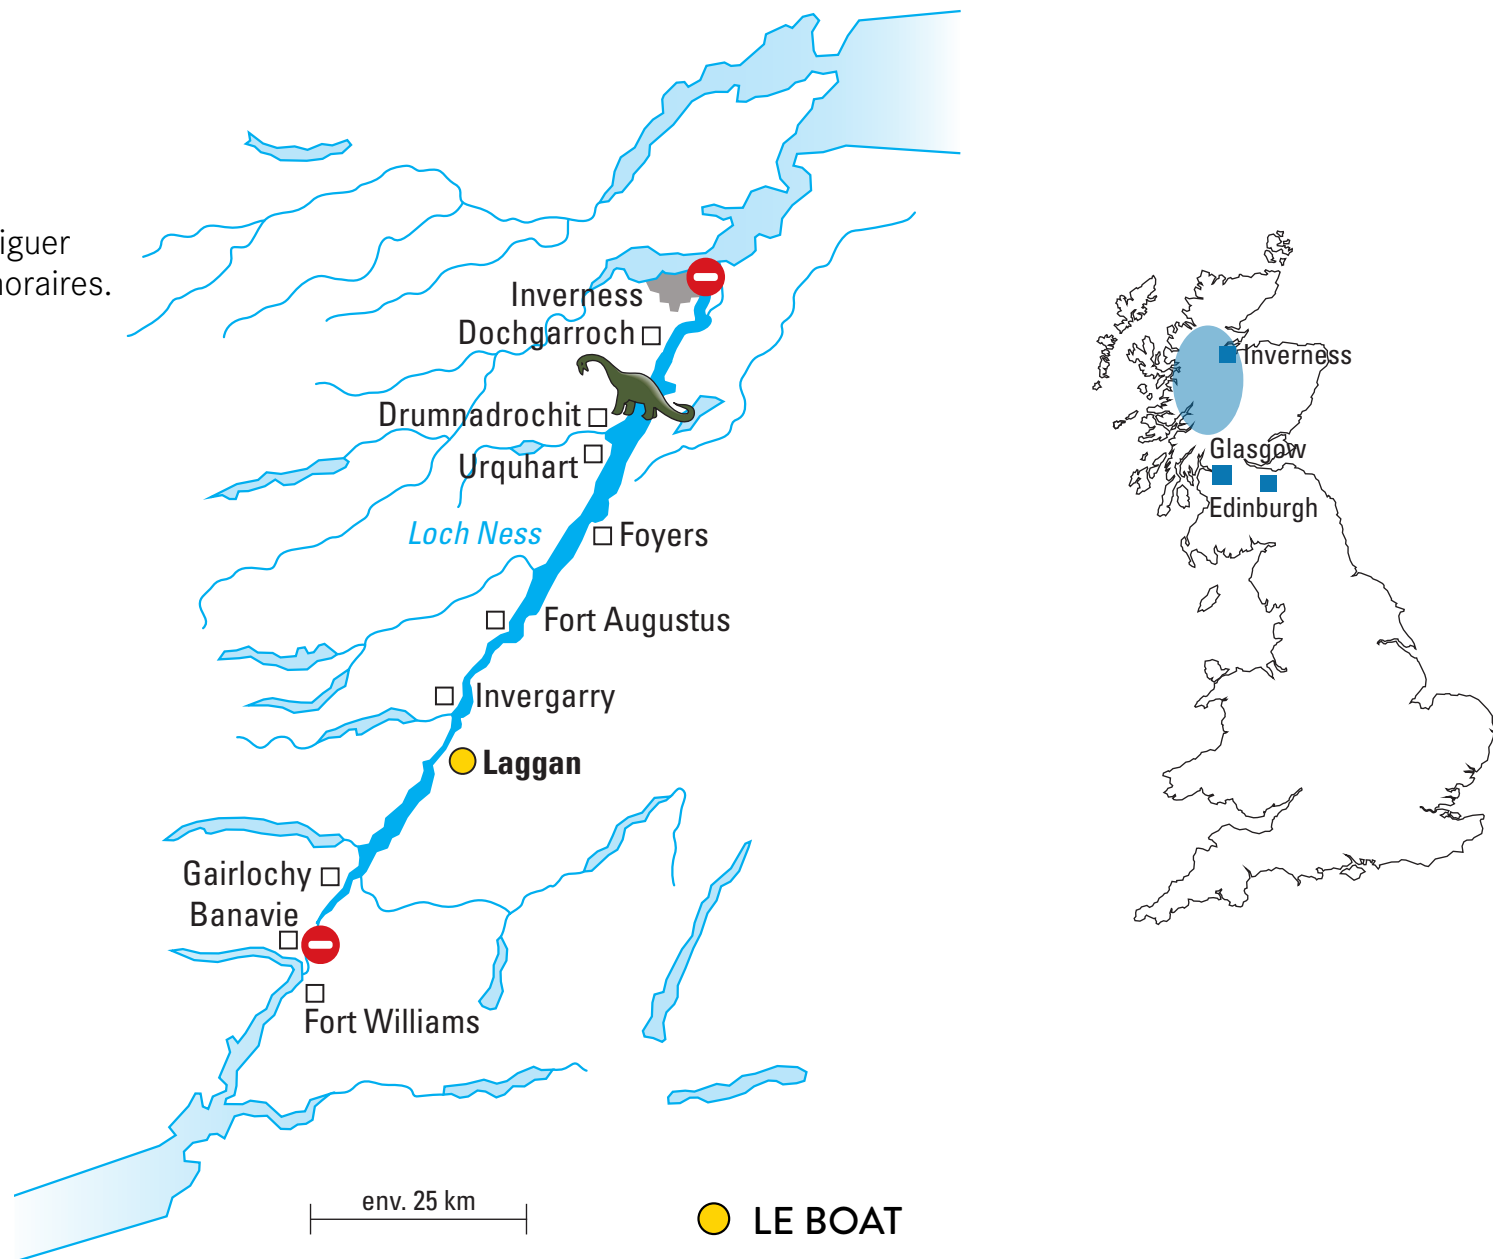 iguer
horaires.
Inverness
Dochgarroch
Drumnadrochit
Urquhart
Loch Ness
Foyers
Fort Augustus
Invergarry
Laggan
Gairlochy
Banavie
Fort Williams
env. 25 km
LE BOAT
Inverness
Glasgow
Edinburgh